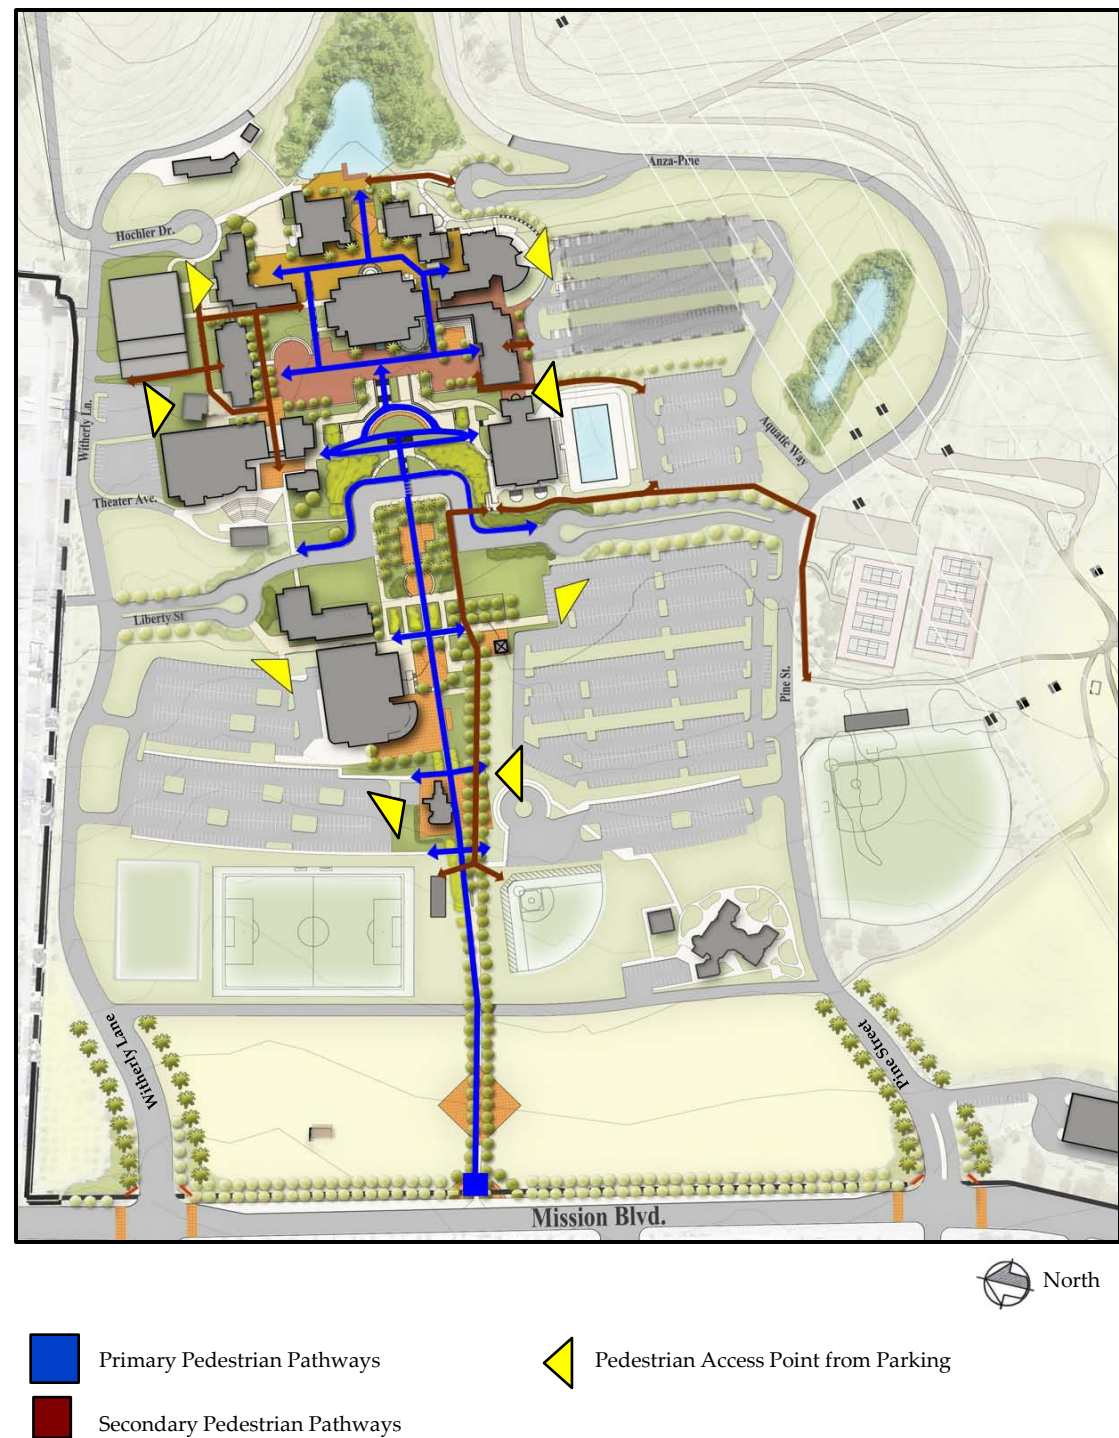 Anza-Pine
Hochler Dr.
Witherly Ln.
Aquatic Way
Theater Ave.
Liberty St
Pine St.
Witherly Lane
Pine Street
Mission Blvd.
North
Primary Pedestrian Pathways
Pedestrian Access Point from Parking
Secondary Pedestrian Pathways